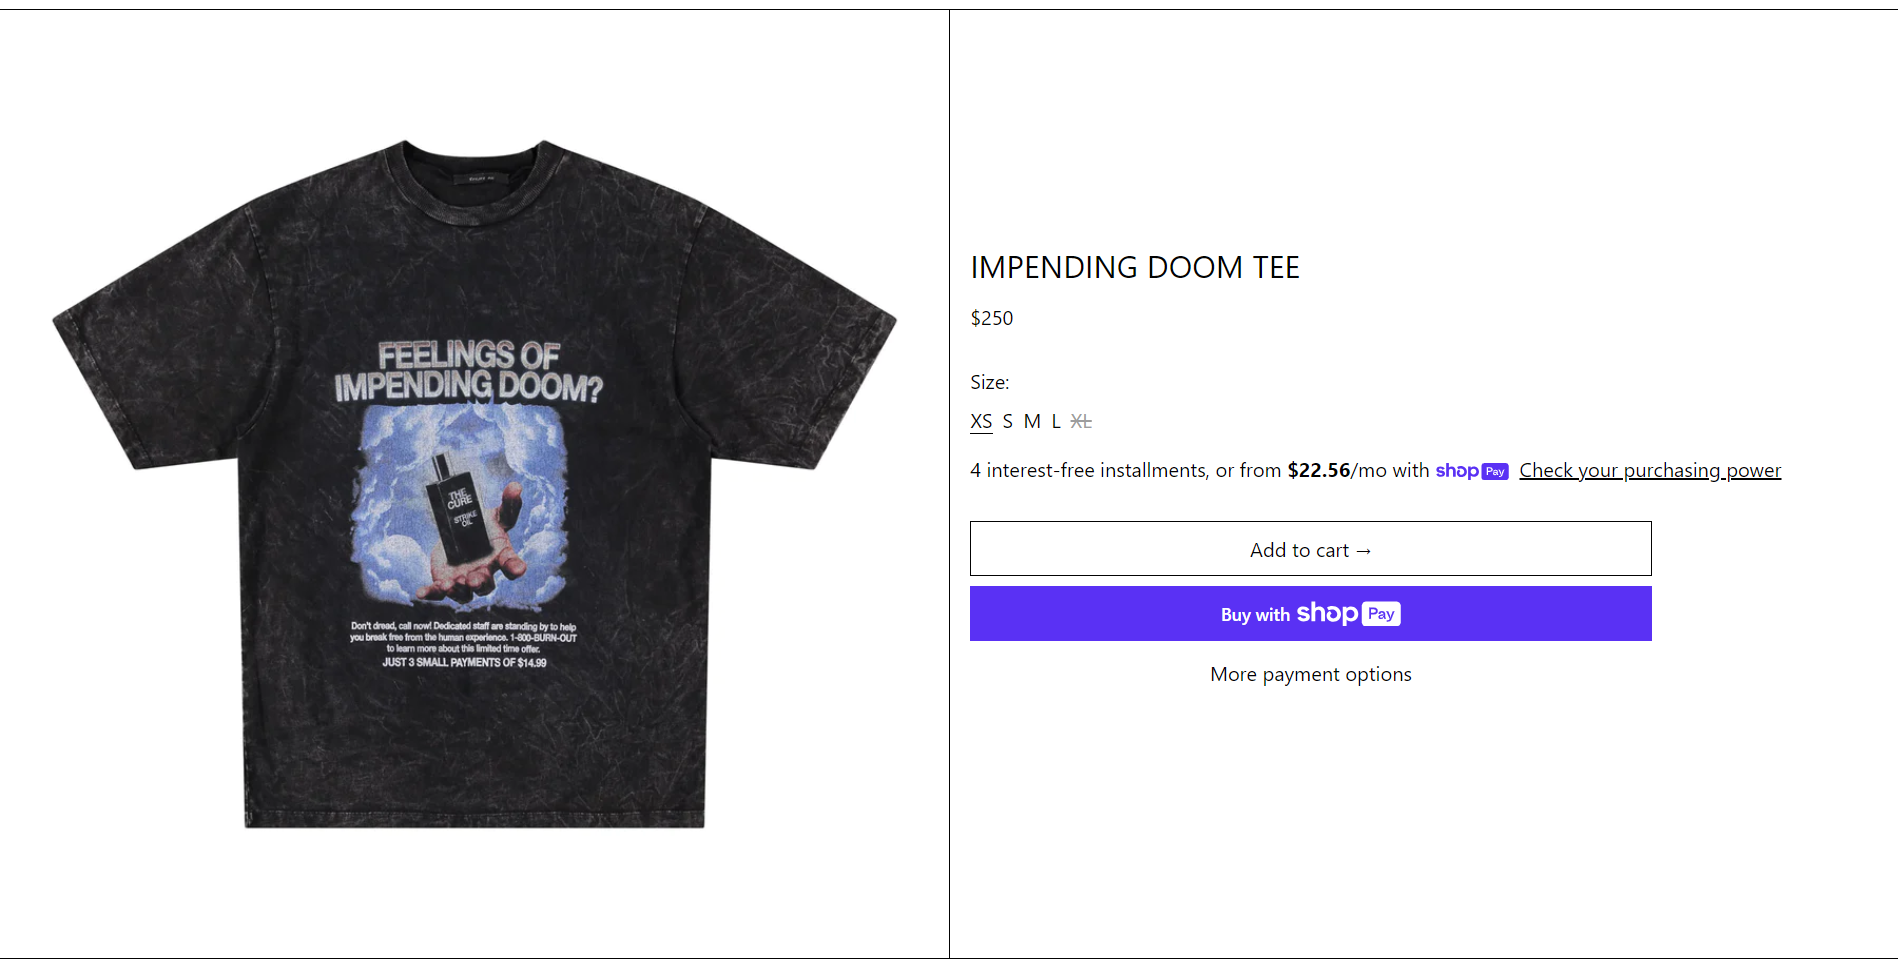 FEELINGS OF
IMPENDING DOOM?
THE
CURE
STRIKE
OIL
Don't dread, call now! Dedicated staff are standing by to help
you break free from the human experience. 1-800-BURN-OUT
to learn more about this limited time offer.
JUST 3 SMALL PAYMENTS OF $14.99
IMPENDING DOOM TEE
$250
Size:
XS S M L XL
4 interest-free installments, or from $22.56/mo with shop Pay Check your purchasing power
Add to cart →
Buy with shop Pay
More payment options